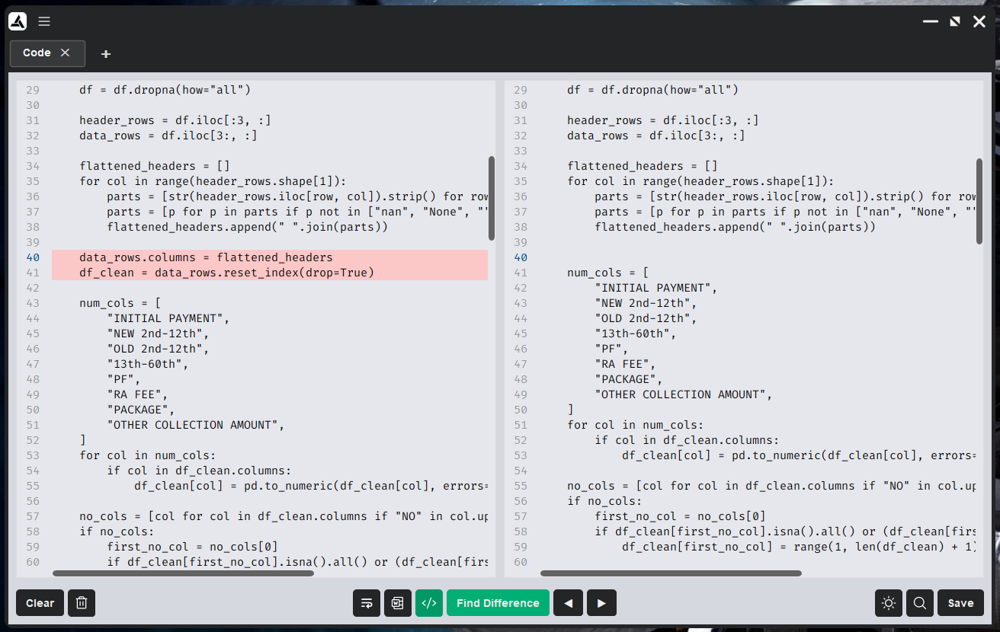 Code
29 df = df.dropna(how="all")
30
31 header_rows = df.iloc[:3, :]
32 data_rows = df.iloc[3:, :]
33
34 flattened_headers = []
35 for col in range(header_rows.shape[1]):
36 parts = [str(header_rows.iloc[row, col]).strip() for row
37 parts = [p for p in parts if p not in ["nan", "None", "'
38 flattened_headers.append(" ".join(parts))
39
40 data_rows.columns = flattened_headers
41 df_clean = data_rows.reset_index(drop=True)
42
43 num_cols = [
44 "INITIAL PAYMENT",
45 "NEW 2nd-12th",
46 "OLD 2nd-12th",
47 "13th-60th",
48 "PF",
49 "RA FEE",
50 "PACKAGE",
51 "OTHER COLLECTION AMOUNT",
52 ]
53 for col in num_cols:
54 if col in df_clean.columns:
55 df_clean[col] = pd.to_numeric(df_clean[col], errors=
56
57 no_cols = [col for col in df_clean.columns if "NO" in col.up
58 if no_cols:
59 first_no_col = no_cols[0]
60 if df_clean[first_no_col].isna().all() or (df_clean[firs
29 df = df.dropna(how="all")
30
31 header_rows = df.iloc[:3, :]
32 data_rows = df.iloc[3:, :]
33
34 flattened_headers = []
35 for col in range(header_rows.shape[1]):
36 parts = [str(header_rows.iloc[row, col]).strip() for row
37 parts = [p for p in parts if p not in ["nan", "None", "'
38 flattened_headers.append(" ".join(parts))
39
40
41 num_cols = [
42 "INITIAL PAYMENT",
43 "NEW 2nd-12th",
44 "OLD 2nd-12th",
45 "13th-60th",
46 "PF",
47 "RA FEE",
48 "PACKAGE",
49 "OTHER COLLECTION AMOUNT",
50 ]
51 for col in num_cols:
52 if col in df_clean.columns:
53 df_clean[col] = pd.to_numeric(df_clean[col], errors=
54
55 no_cols = [col for col in df_clean.columns if "NO" in col.up
56 if no_cols:
57 first_no_col = no_cols[0]
58 if df_clean[first_no_col].isna().all() or (df_clean[firs
59 df_clean[first_no_col] = range(1, len(df_clean) + 1)
60
Clear </> Find Difference Save